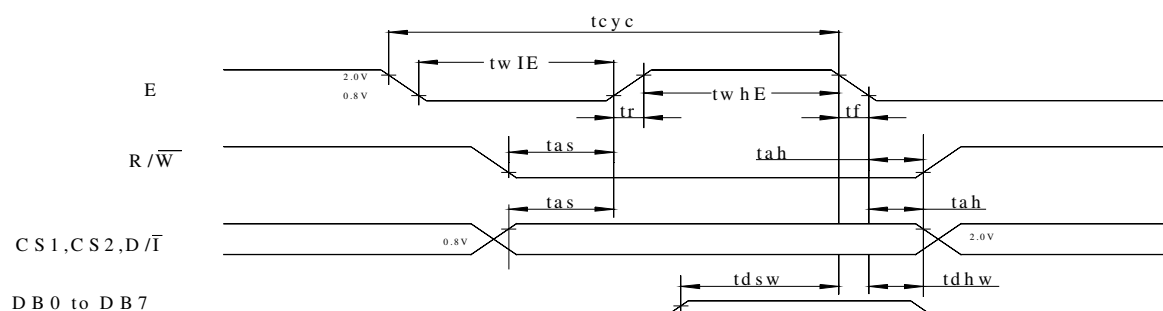 tcyc
twIE
2.0V
E
0.8V
twhE
tr
tf
R/W̅
tas
tah
tas
tah
CS1,CS2,D/I̅
0.8V
2.0V
tdsw
tdhw
DB0 to DB7